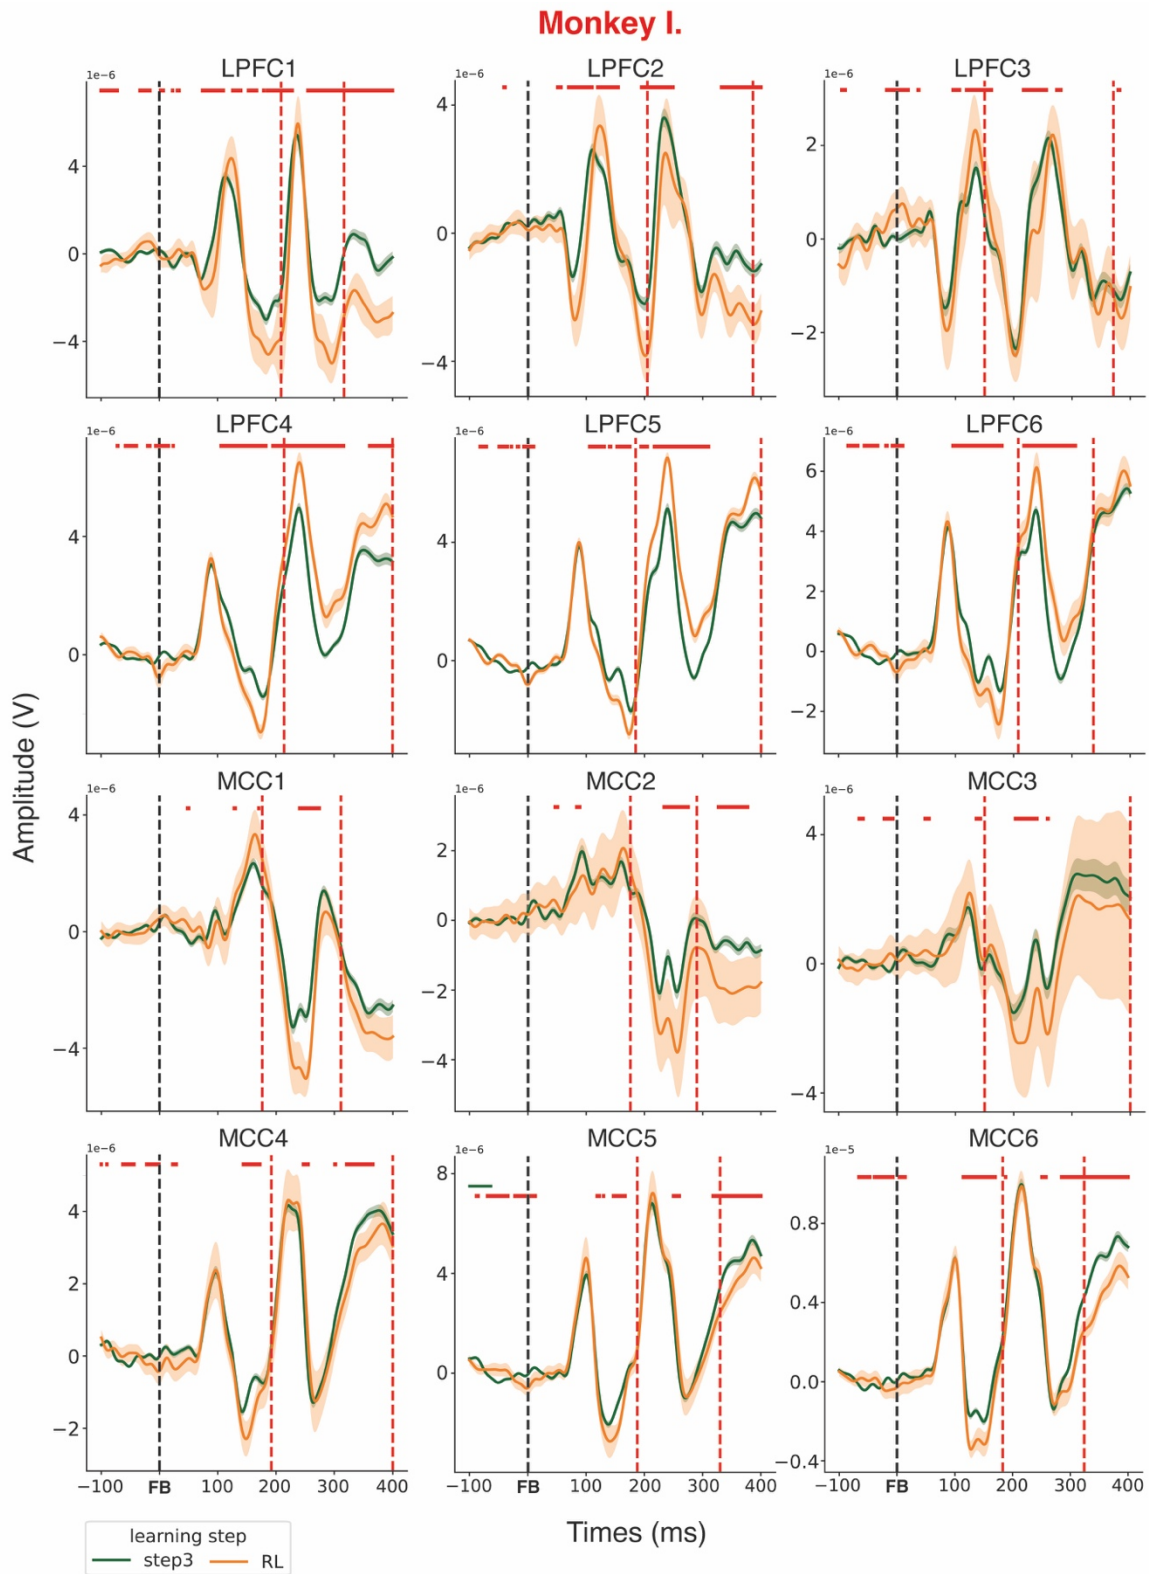 Monkey I.
LPFC1 LPFC2 LPFC3
1e-6 1e-6 1e-6
4 0 −4
4 0 −4
2 0 −2
LPFC4 LPFC5 LPFC6
1e-6 1e-6 1e-6
4 0
4 0
6 4 2 0 −2
Amplitude (V)
MCC1 MCC2 MCC3
1e-6 1e-6 1e-6
4 0 −4
2 0 −2 −4
4 0 −4
MCC4 MCC5 MCC6
1e-6 1e-6 1e-5
4 2 0 −2
8 4 0
0.8 0.4 0.0 −0.4
−100 FB 100 200 300 400 −100 FB 100 200 300 400 −100 FB 100 200 300 400
Times (ms)
learning step
step3 RL